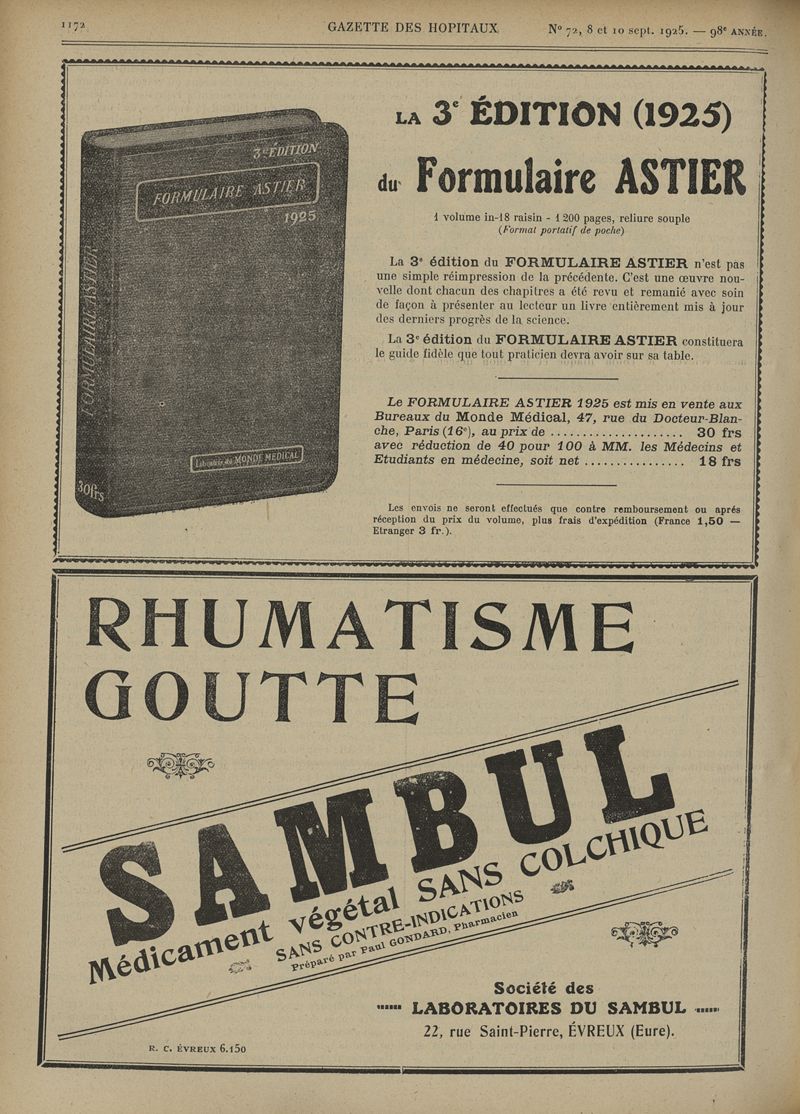 1172
GAZETTE DES HOPITAUX
N° 72, 8 et 10 sept. 1925. — 98e ANNÉE.
3me ÉDITION
FORMULAIRE ASTIER
1925
FORMULAIRE ASTIER
Librairie du MONDE MEDICAL
30frs
LA 3e ÉDITION (1925)
du Formulaire ASTIER
1 volume in-18 raisin - 1 200 pages, reliure souple
(Format portatif de poche)
La 3e édition du FORMULAIRE ASTIER n'est pas
une simple réimpression de la précédente. C'est une œuvre nou-
velle dont chacun des chapitres a été revu et remanié avec soin
de façon à présenter au lecteur un livre entièrement mis à jour
des derniers progrès de la science.
La 3e édition du FORMULAIRE ASTIER constituera
le guide fidèle que tout praticien devra avoir sur sa table.
Le FORMULAIRE ASTIER 1925 est mis en vente aux
Bureaux du Monde Médical, 47, rue du Docteur-Blan-
che, Paris (16e), au prix de ..................... 30 frs
avec réduction de 40 pour 100 à MM. les Médecins et
Etudiants en médecine, soit net ................ 18 frs
Les envois ne seront effectués que contre remboursement ou aprés
réception du prix du volume, plus frais d'expédition (France 1,50 —
Etranger 3 fr.).
RHUMATISME
GOUTTE
SAMBUL
Médicament végétal SANS COLCHIQUE
SANS CONTRE-INDICATIONS
Préparé par Paul GONDARD, Pharmacien
Société des
LABORATOIRES DU SAMBUL
22, rue Saint-Pierre, ÉVREUX (Eure).
R. C. ÉVREUX 6.150